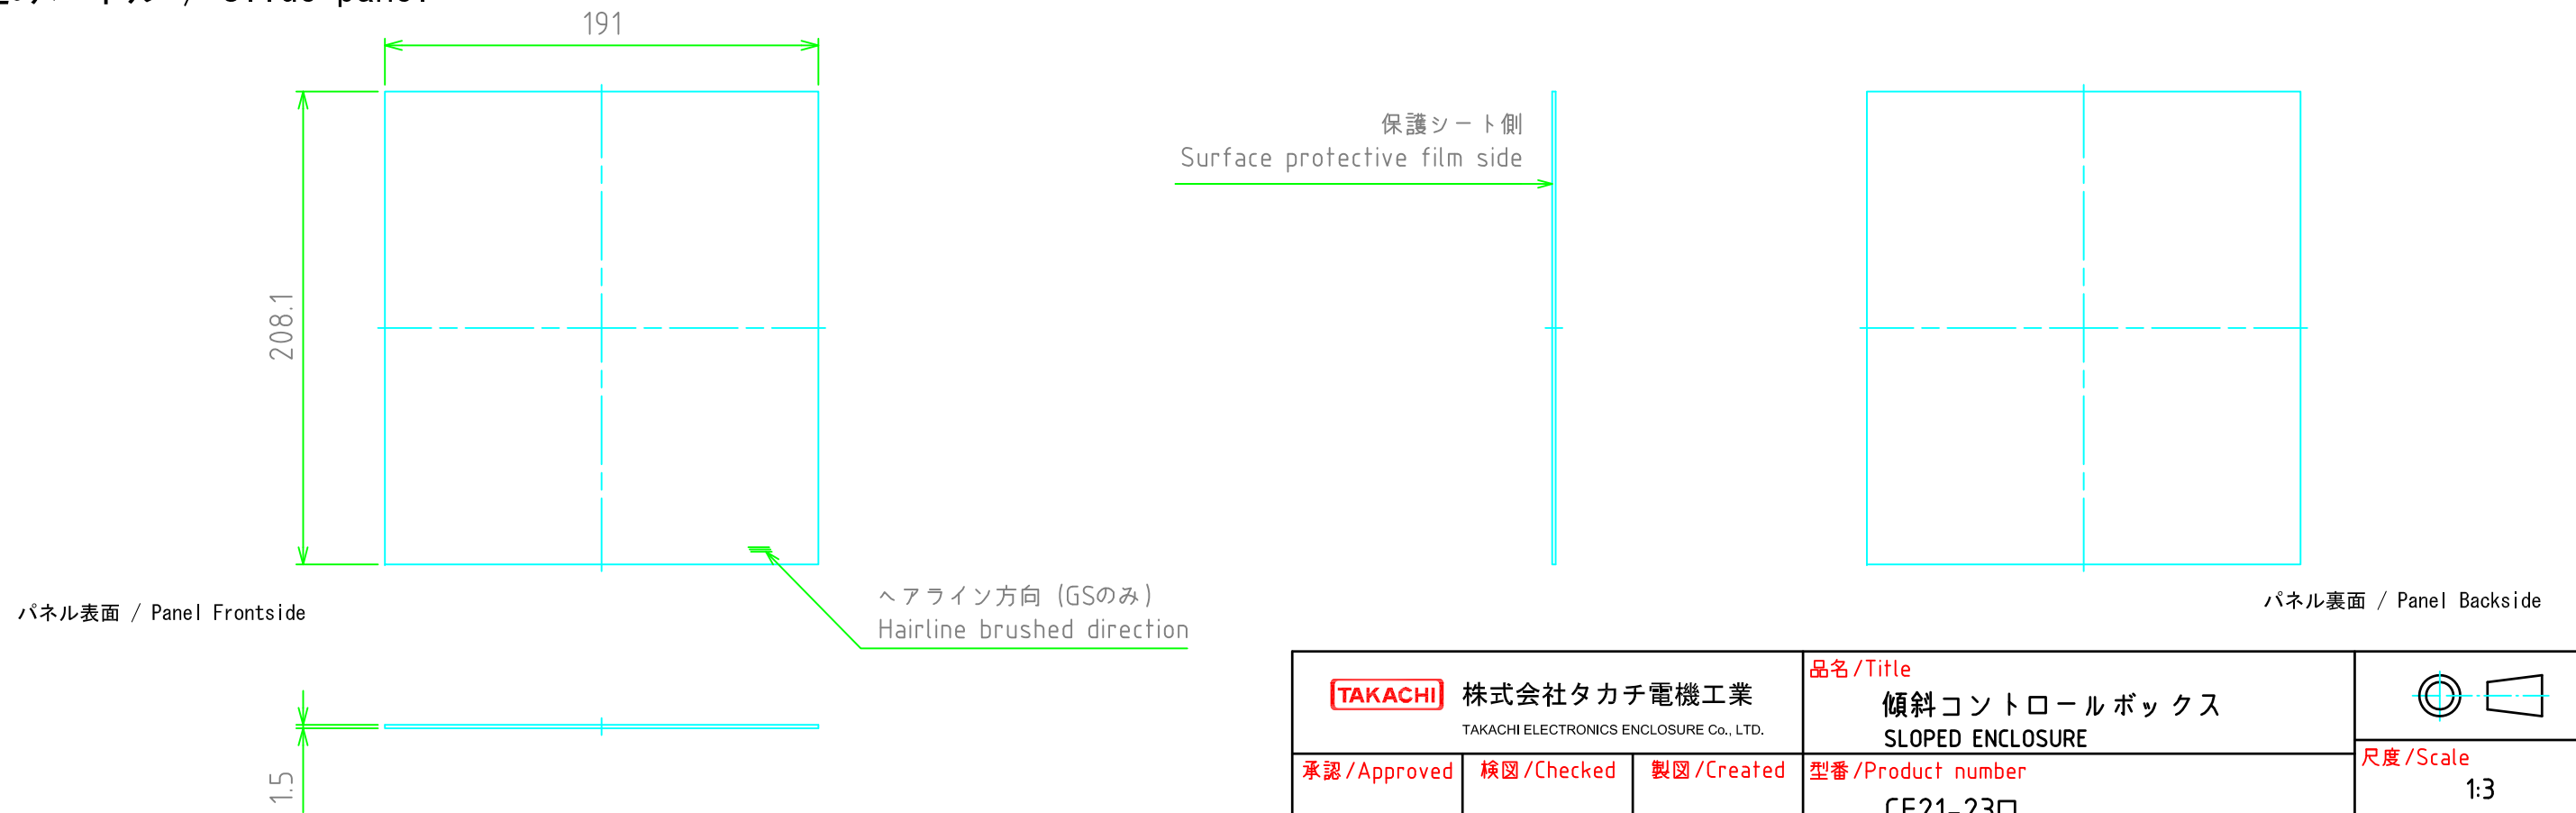 191
208.1
保護シート側
Surface protective film side
ヘアライン方向 (GSのみ)
Hairline brushed direction
パネル表面 / Panel Frontside
パネル裏面 / Panel Backside
1.5
TAKACHI 株式会社タカチ電機工業
TAKACHI ELECTRONICS ENCLOSURE Co., LTD.
品名/Title
傾斜コントロールボックス
SLOPED ENCLOSURE
承認/Approved
検図/Checked
製図/Created
型番/Product number
尺度/Scale
1:3